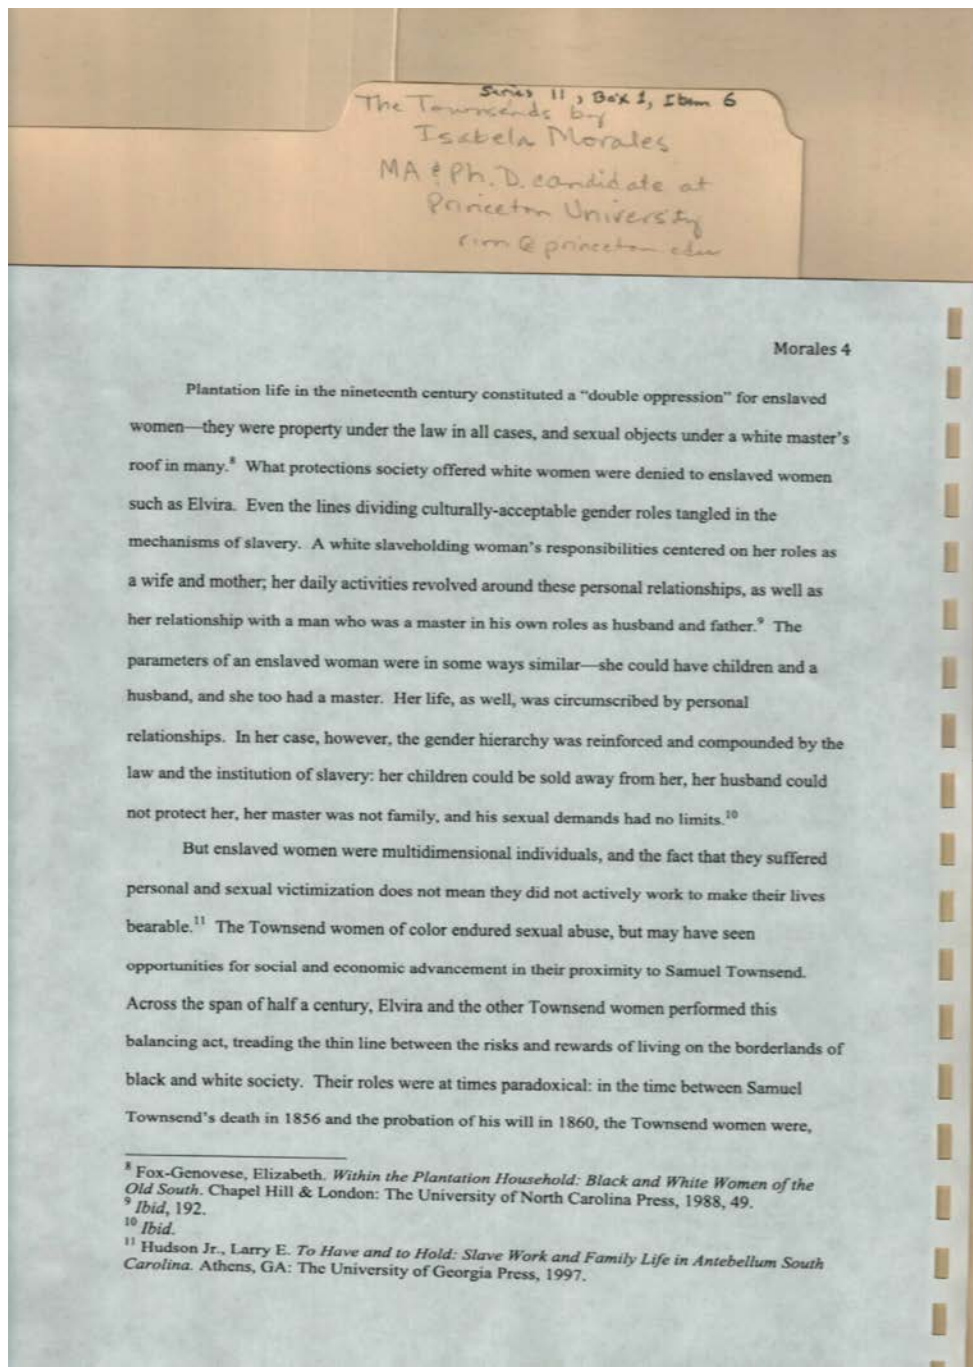 Series 11, Box 1, Item 6
The Townsends by
Isabela Morales
MA & Ph.D. candidate at
Princeton University
rim@princeton.edu
Morales 4
Plantation life in the nineteenth century constituted a “double oppression” for enslaved
women—they were property under the law in all cases, and sexual objects under a white master’s
roof in many.⁸ What protections society offered white women were denied to enslaved women
such as Elvira. Even the lines dividing culturally-acceptable gender roles tangled in the
mechanisms of slavery. A white slaveholding woman’s responsibilities centered on her roles as
a wife and mother; her daily activities revolved around these personal relationships, as well as
her relationship with a man who was a master in his own roles as husband and father.⁹ The
parameters of an enslaved woman were in some ways similar—she could have children and a
husband, and she too had a master. Her life, as well, was circumscribed by personal
relationships. In her case, however, the gender hierarchy was reinforced and compounded by the
law and the institution of slavery: her children could be sold away from her, her husband could
not protect her, her master was not family, and his sexual demands had no limits.¹⁰
But enslaved women were multidimensional individuals, and the fact that they suffered
personal and sexual victimization does not mean they did not actively work to make their lives
bearable.¹¹ The Townsend women of color endured sexual abuse, but may have seen
opportunities for social and economic advancement in their proximity to Samuel Townsend.
Across the span of half a century, Elvira and the other Townsend women performed this
balancing act, treading the thin line between the risks and rewards of living on the borderlands of
black and white society. Their roles were at times paradoxical: in the time between Samuel
Townsend’s death in 1856 and the probation of his will in 1860, the Townsend women were,
⁸ Fox-Genovese, Elizabeth. Within the Plantation Household: Black and White Women of the
Old South. Chapel Hill & London: The University of North Carolina Press, 1988, 49.
⁹ Ibid, 192.
¹⁰ Ibid.
¹¹ Hudson Jr., Larry E. To Have and to Hold: Slave Work and Family Life in Antebellum South
Carolina. Athens, GA: The University of Georgia Press, 1997.